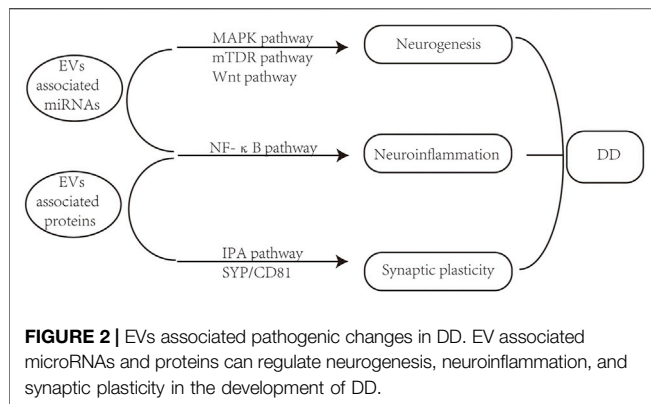 EVs
associated
miRNAs
EVs
associated
proteins
MAPK pathway
mTDR pathway
Wnt pathway
NF- κ B pathway
IPA pathway
SYP/CD81
Neurogenesis
Neuroinflammation
Synaptic plasticity
DD
FIGURE 2 | EVs associated pathogenic changes in DD. EV associated
microRNAs and proteins can regulate neurogenesis, neuroinflammation, and
synaptic plasticity in the development of DD.